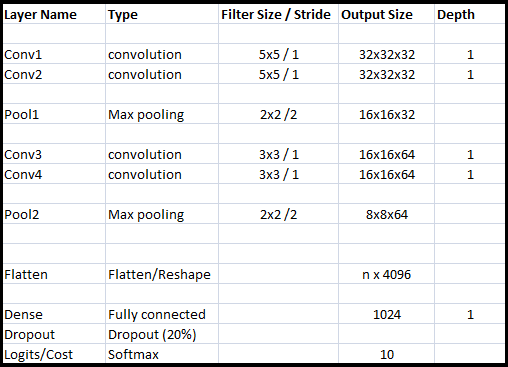 Layer Name Type Filter Size / Stride Output Size Depth
Conv1 convolution 5x5 / 1 32x32x32 1
Conv2 convolution 5x5 / 1 32x32x32 1
Pool1 Max pooling 2x2 /2 16x16x32
Conv3 convolution 3x3 / 1 16x16x64 1
Conv4 convolution 3x3 / 1 16x16x64 1
Pool2 Max pooling 2x2 /2 8x8x64
Flatten Flatten/Reshape n x 4096
Dense Fully connected 1024 1
Dropout Dropout (20%)
Logits/Cost Softmax 10